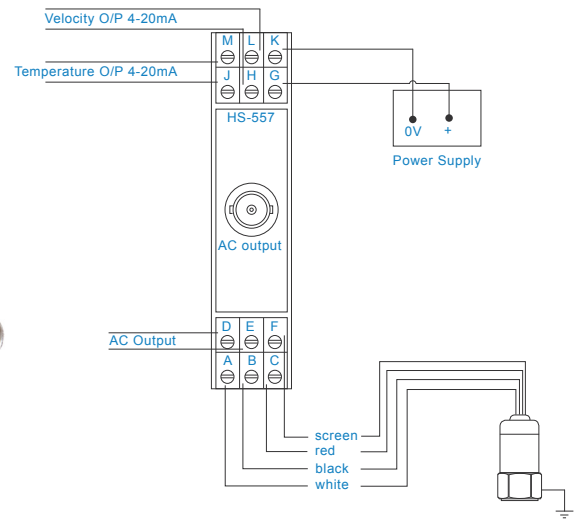 Velocity O/P 4-20mA
M L K
Temperature O/P 4-20mA
J H G
HS-557
0V +
Power Supply
AC output
D E F
AC Output
A B C
screen
red
black
white